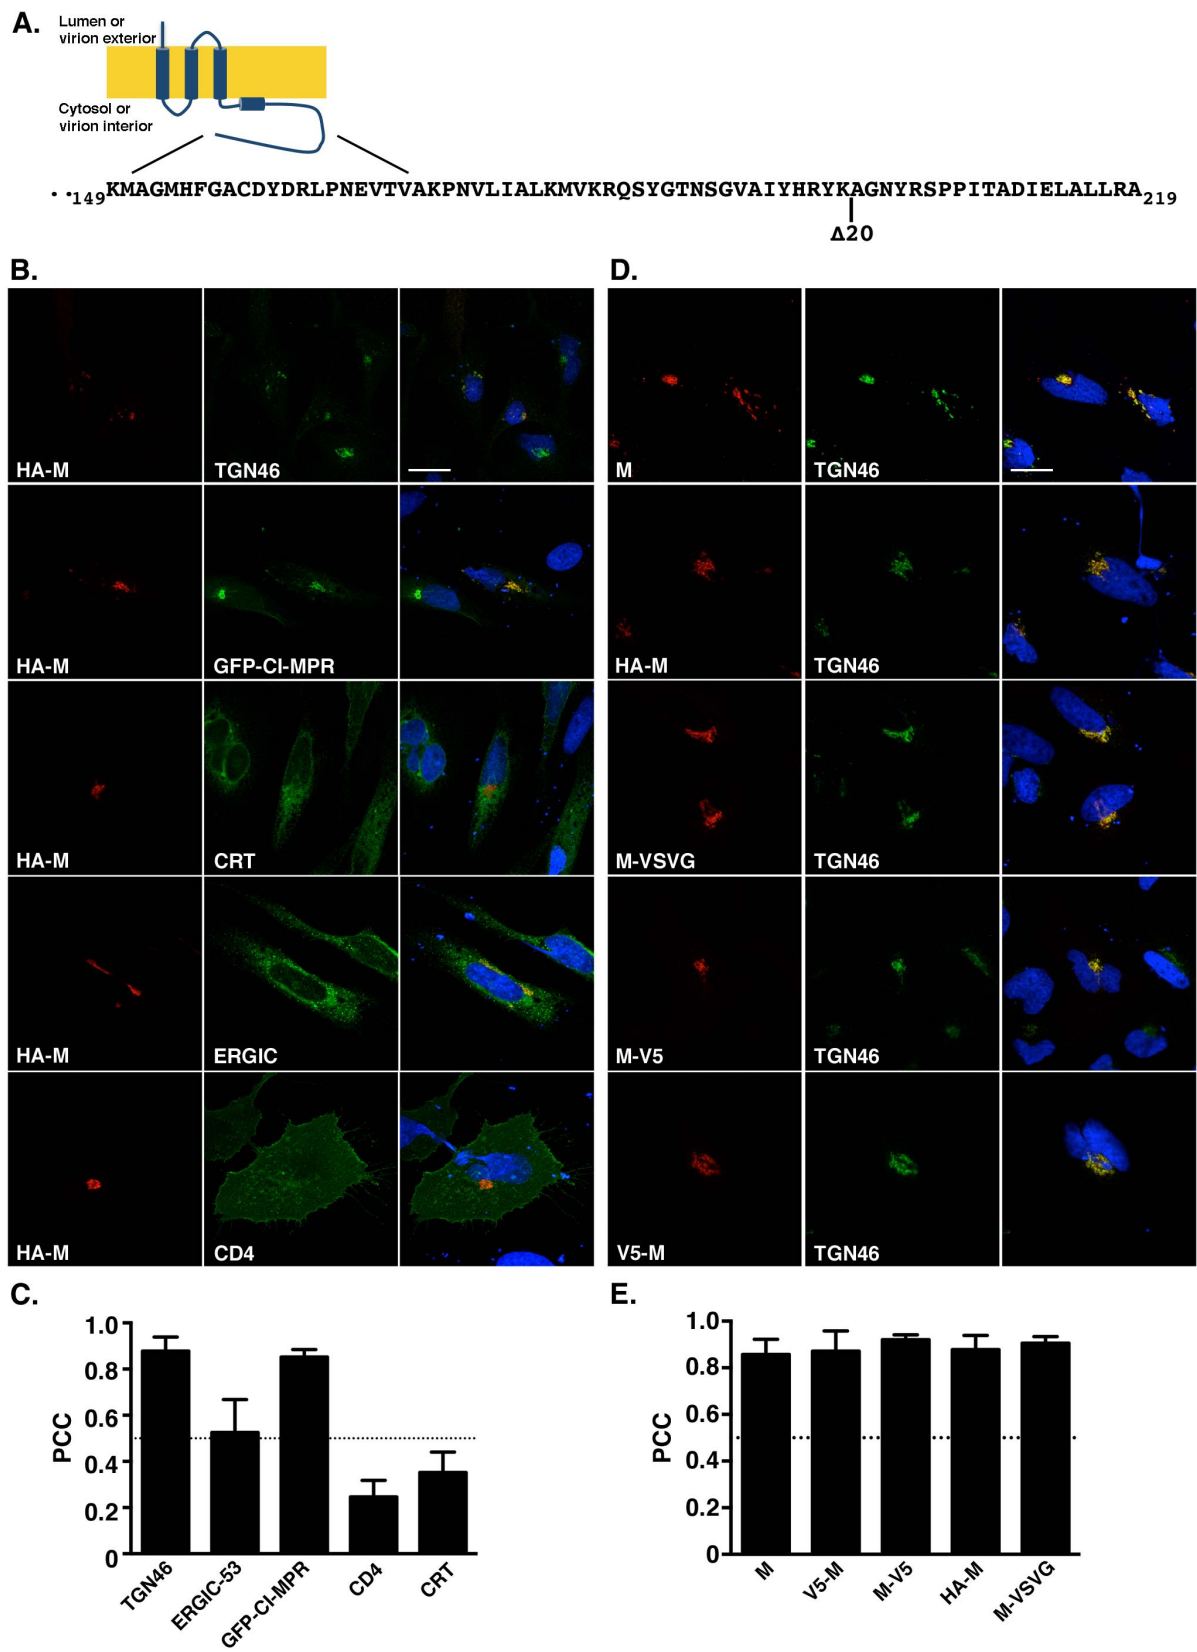 A.
Lumen or
virion exterior
Cytosol or
virion interior
··149KMAGMHFGACDYDRLPNEVTVAKPNVLIALKMVKRQSYGTNSGVAIYHRYKAGNYRSPPITADIELALLRA219
Δ20
B.
HA-M TGN46
HA-M GFP-CI-MPR
HA-M CRT
HA-M ERGIC
HA-M CD4
D.
M TGN46
HA-M TGN46
M-VSVG TGN46
M-V5 TGN46
V5-M TGN46
C.
PCC
1.0
0.8
0.6
0.4
0.2
0
TGN46
ERGIC-53
GFP-CI-MPR
CD4
CRT
E.
PCC
1.0
0.8
0.6
0.4
0.2
0
M
V5-M
M-V5
HA-M
M-VSVG